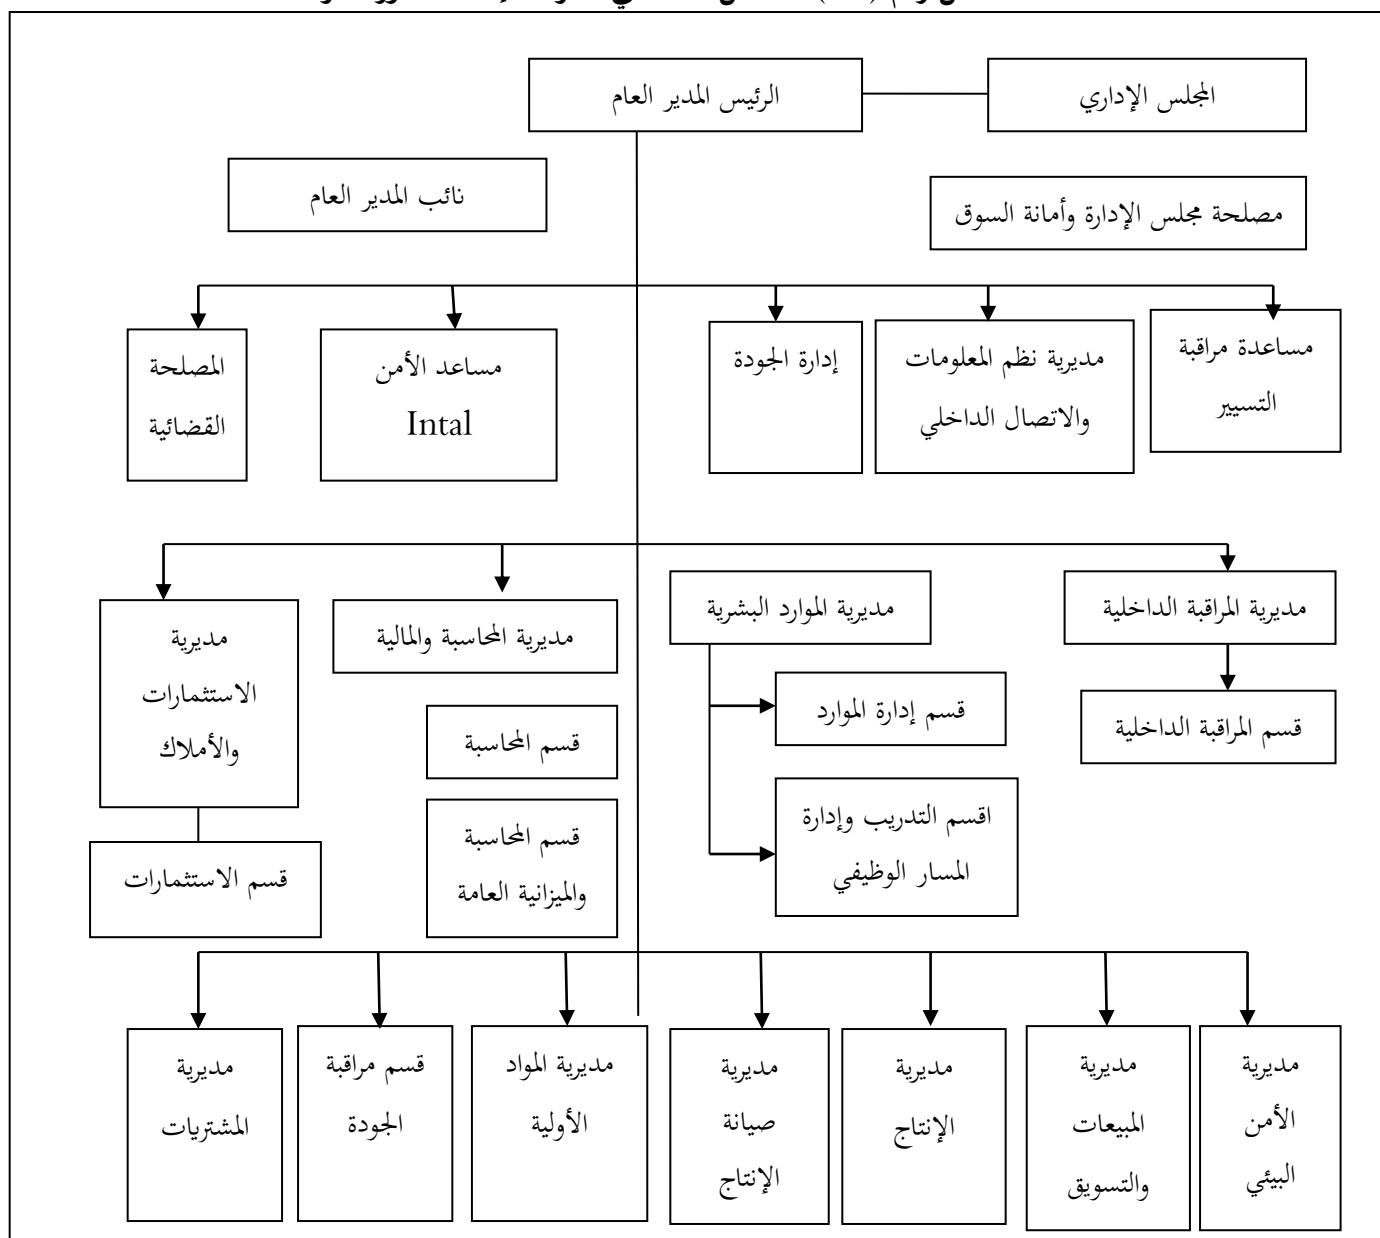 المجلس الإداري
الرئيس المدير العام
نائب المدير العام
مصلحة مجلس الإدارة وأمانة السوق
مساعدة مراقبة
التسيير
مديرية نظم المعلومات
والاتصال الداخلي
إدارة الجودة
مساعد الأمن
Intal
المصلحة
القضائية
مديرية المراقبة الداخلية
قسم المراقبة الداخلية
مديرية الموارد البشرية
قسم إدارة الموارد
اقسم التدريب وإدارة
المسار الوظيفي
مديرية المحاسبة والمالية
قسم المحاسبة
قسم المحاسبة
والميزانية العامة
مديرية
الاستثمارات
والأملاك
قسم الاستثمارات
مديرية
الأمن
البيئي
مديرية
المبيعات
والتسويق
مديرية
الإنتاج
مديرية
صيانة
الإنتاج
مديرية المواد
الأولية
قسم مراقبة
الجودة
مديرية
المشتريات